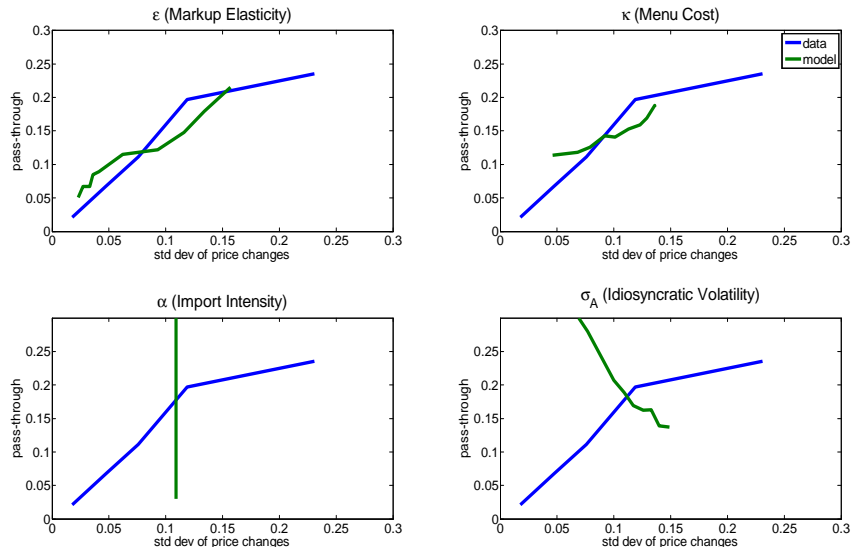 ε (Markup Elasticity)
pass-through
0.3
0.25
0.2
0.15
0.1
0.05
0
0 0.05 0.1 0.15 0.2 0.25 0.3
std dev of price changes
κ (Menu Cost)
data
model
pass-through
0.3
0.25
0.2
0.15
0.1
0.05
0
0 0.05 0.1 0.15 0.2 0.25 0.3
std dev of price changes
α (Import Intensity)
pass-through
0.25
0.2
0.15
0.1
0.05
0
0 0.05 0.1 0.15 0.2 0.25 0.3
std dev of price changes
σA (Idiosyncratic Volatility)
pass-through
0.25
0.2
0.15
0.1
0.05
0
0 0.05 0.1 0.15 0.2 0.25 0.3
std dev of price changes